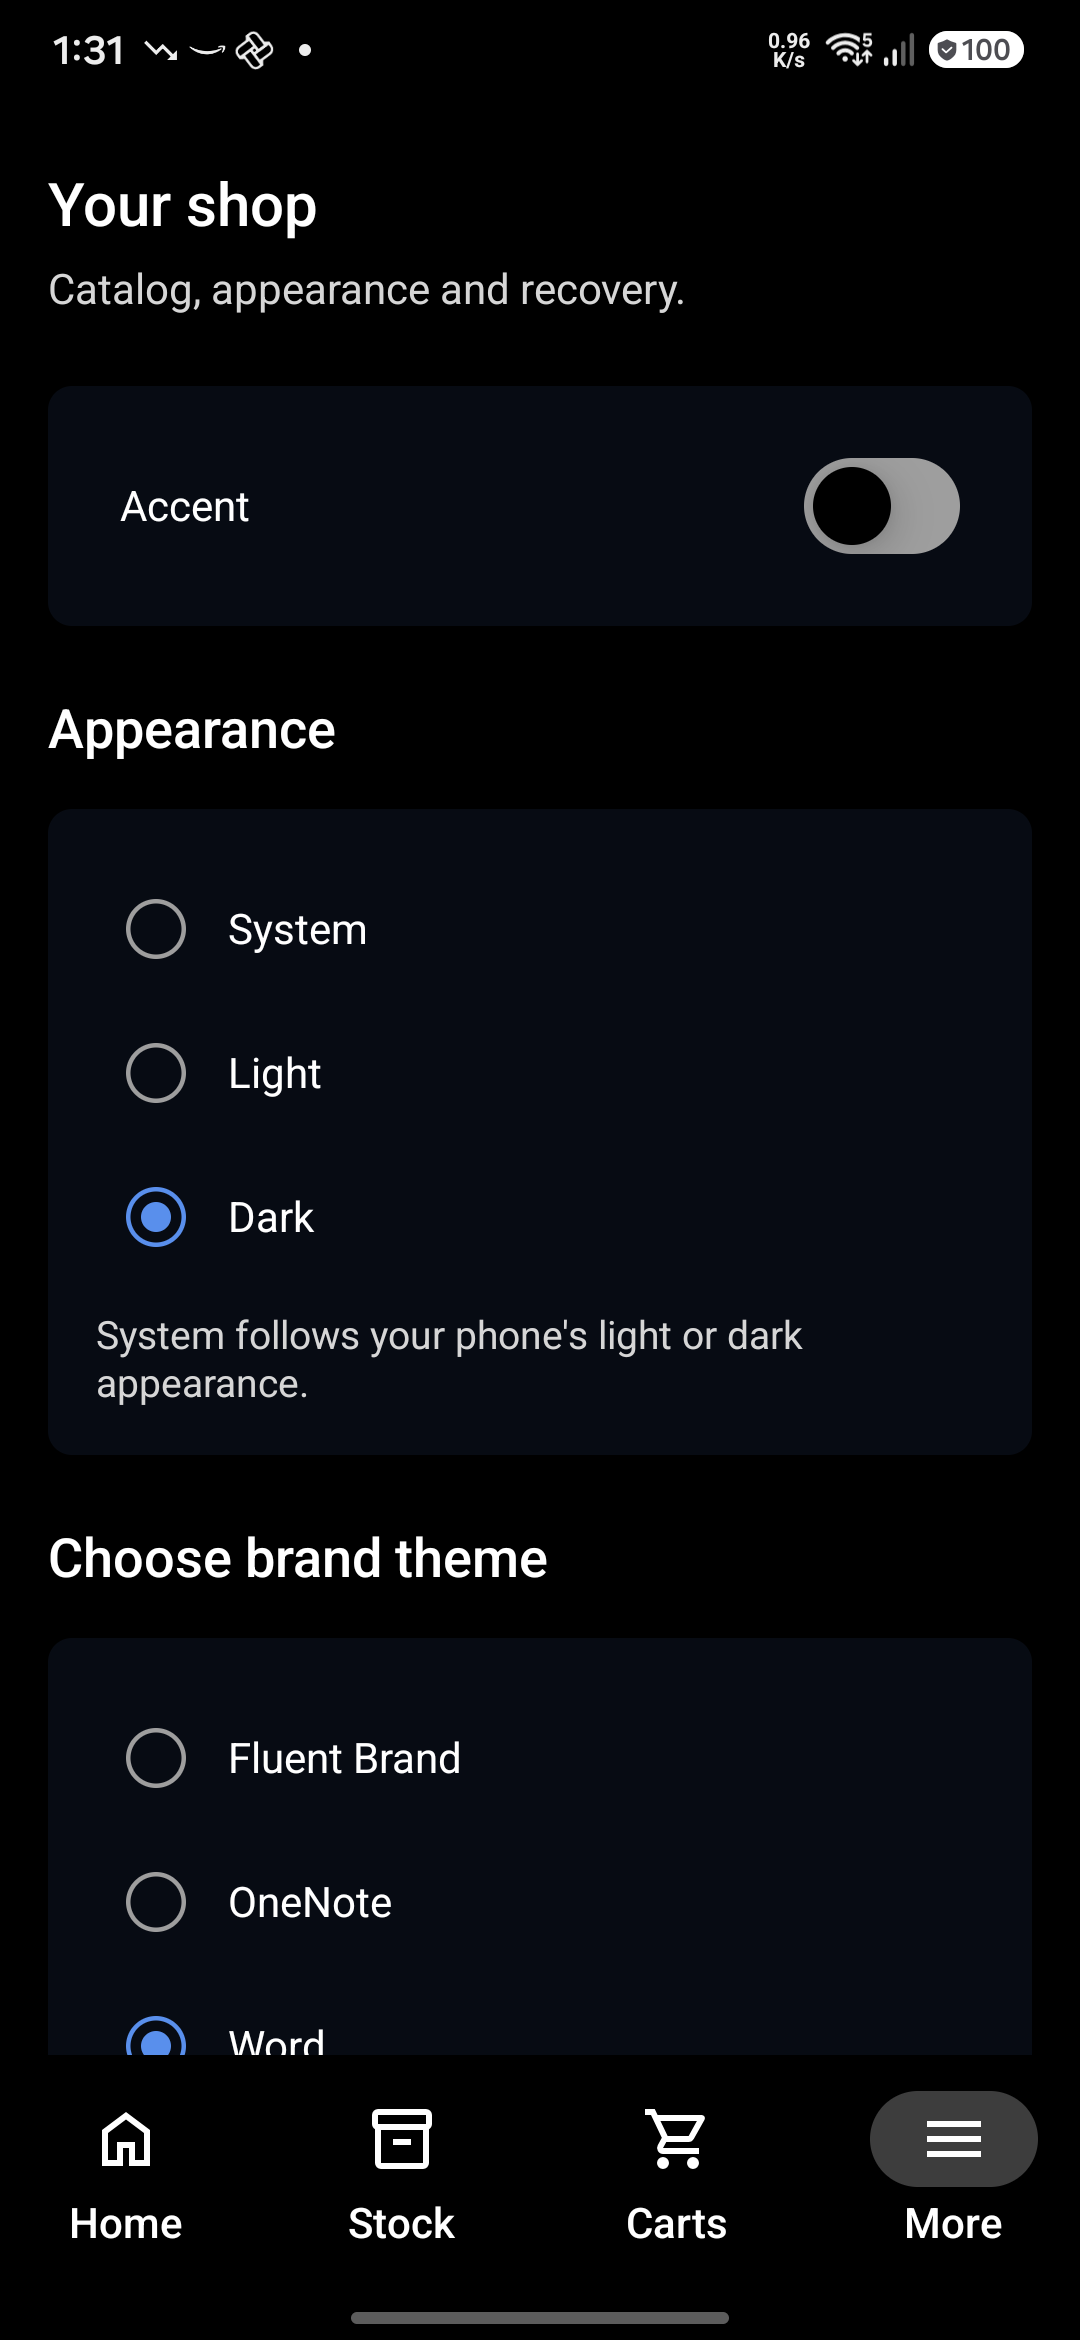 1:31
0.96
K/s
5
100
Your shop
Catalog, appearance and recovery.
Accent
Appearance
System
Light
Dark
System follows your phone's light or dark
appearance.
Choose brand theme
Fluent Brand
OneNote
Word
Home
Stock
Carts
More